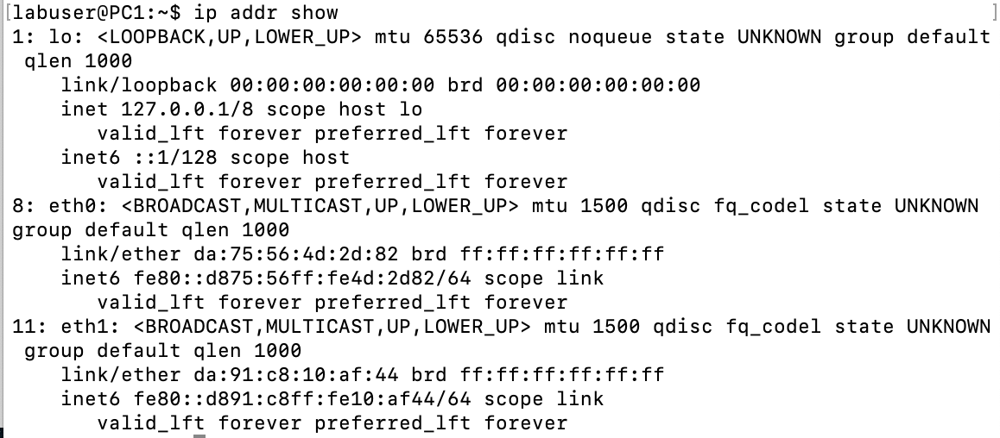 [labuser@PC1:~$ ip addr show ]
1: lo: <LOOPBACK,UP,LOWER_UP> mtu 65536 qdisc noqueue state UNKNOWN group default
 qlen 1000
    link/loopback 00:00:00:00:00:00 brd 00:00:00:00:00:00
    inet 127.0.0.1/8 scope host lo
       valid_lft forever preferred_lft forever
    inet6 ::1/128 scope host
       valid_lft forever preferred_lft forever
8: eth0: <BROADCAST,MULTICAST,UP,LOWER_UP> mtu 1500 qdisc fq_codel state UNKNOWN
group default qlen 1000
    link/ether da:75:56:4d:2d:82 brd ff:ff:ff:ff:ff:ff
    inet6 fe80::d875:56ff:fe4d:2d82/64 scope link
       valid_lft forever preferred_lft forever
11: eth1: <BROADCAST,MULTICAST,UP,LOWER_UP> mtu 1500 qdisc fq_codel state UNKNOWN
 group default qlen 1000
    link/ether da:91:c8:10:af:44 brd ff:ff:ff:ff:ff:ff
    inet6 fe80::d891:c8ff:fe10:af44/64 scope link
       valid_lft forever preferred_lft forever